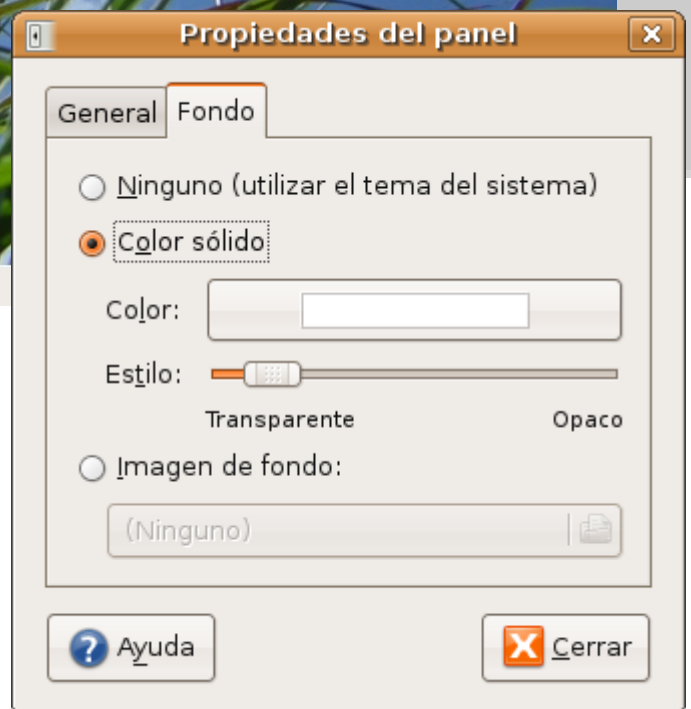 Propiedades del panel
General
Fondo
Ninguno (utilizar el tema del sistema)
Color sólido
Color:
Estilo:
Transparente
Opaco
Imagen de fondo:
(Ninguno)
Ayuda
Cerrar